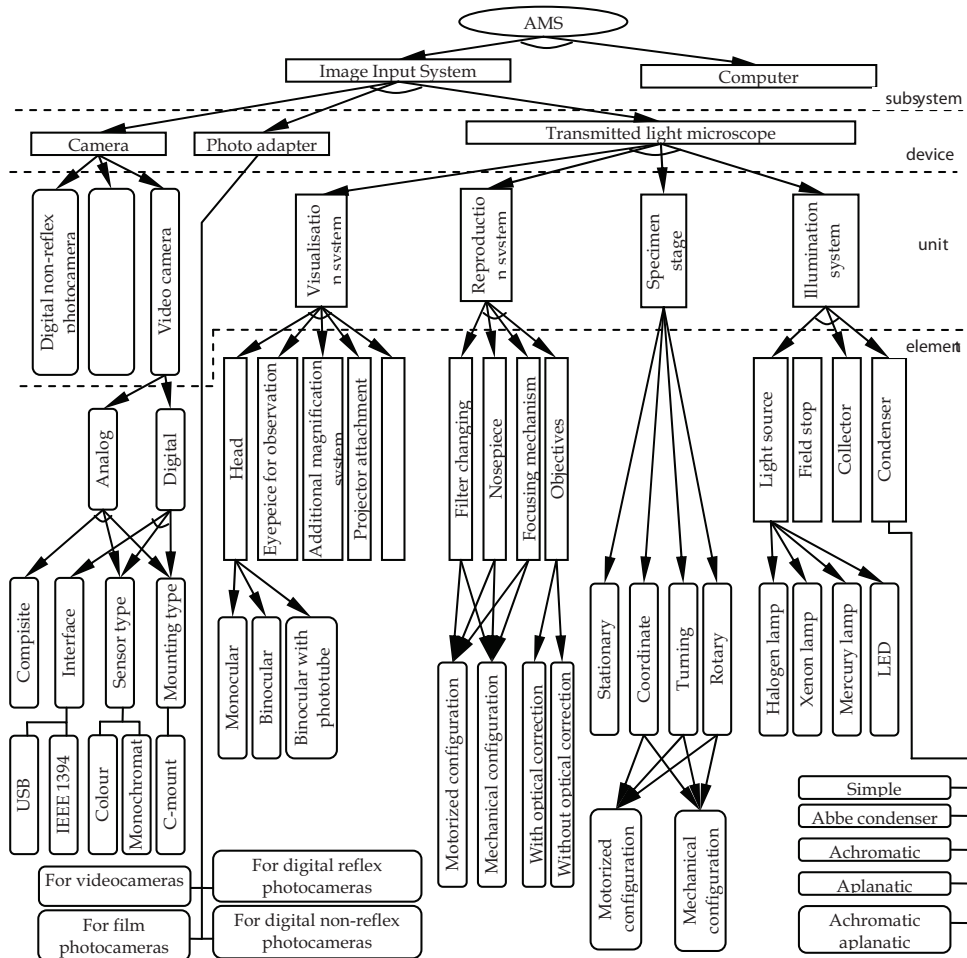 AMS
Image Input System
Computer
subsystem
Camera
Photo adapter
Transmitted light microscope
device
Digital non-reflex
photocamera
Video camera
Visualisatio
n system
Reproductio
n system
Specimen
stage
Illumination
system
unit
element
Analog
Digital
Head
Eyepeice for observation
Additional magnification
system
Projector attachment
Filter changing
Nosepiece
Focusing mechanism
Objectives
Light source
Field stop
Collector
Condenser
Compisite
Interface
Sensor type
Mounting type
Monocular
Binocular
Binocular with
phototube
Stationary
Coordinate
Turning
Rotary
Halogen lamp
Xenon lamp
Mercury lamp
LED
USB
IEEE 1394
Colour
Monochromat
C-mount
Motorized configuration
Mechanical configuration
With optical correction
Without optical correction
Motorized
configuration
Mechanical
configuration
Simple
Abbe condenser
Achromatic
Aplanatic
Achromatic
aplanatic
For videocameras
For digital reflex
photocameras
For film
photocameras
For digital non-reflex
photocameras